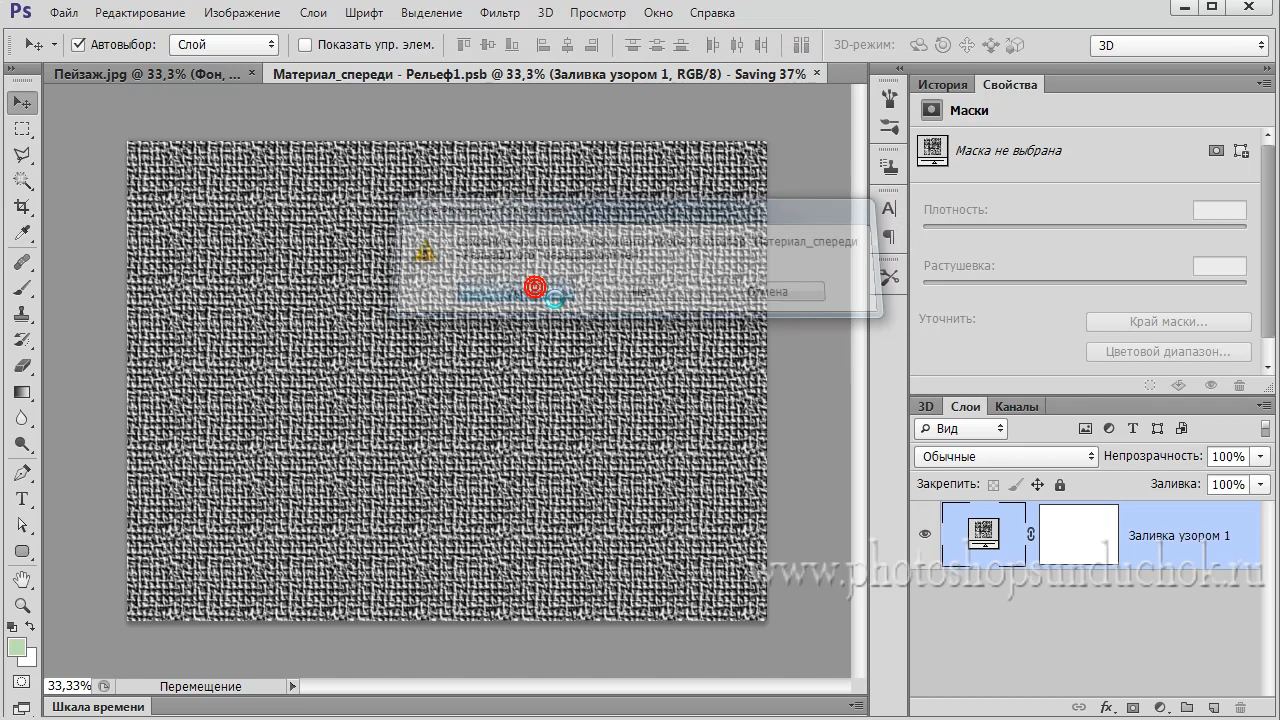 Ps Файл Редактирование Изображение Слои Шрифт Выделение Фильтр 3D Просмотр Окно Справка
Автовыбор: Слой Показать упр. элем. 3D-режим: 3D
Пейзаж.jpg @ 33,3% (Фон, ... × Материал_спереди - Рельеф1.psb @ 33,3% (Заливка узором 1, RGB/8) - Saving 37% ×
История Свойства
Маски
Маска не выбрана
Плотность:
Растушевка:
Уточнить:
Край маски...
Цветовой диапазон...
Материал_спереди
Нет Отмена
3D Слои Каналы
Вид
Обычные Непрозрачность: 100%
Закрепить: Заливка: 100%
Заливка узором 1
www.photoshopsunduchok.ru
33,33% Перемещение
Шкала времени